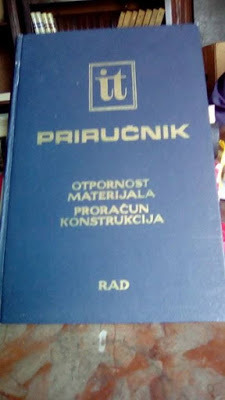 it
PRIRUČNIK
OTPORNOST
MATERIJALA
PRORAČUN
KONSTRUKCIJA
RAD